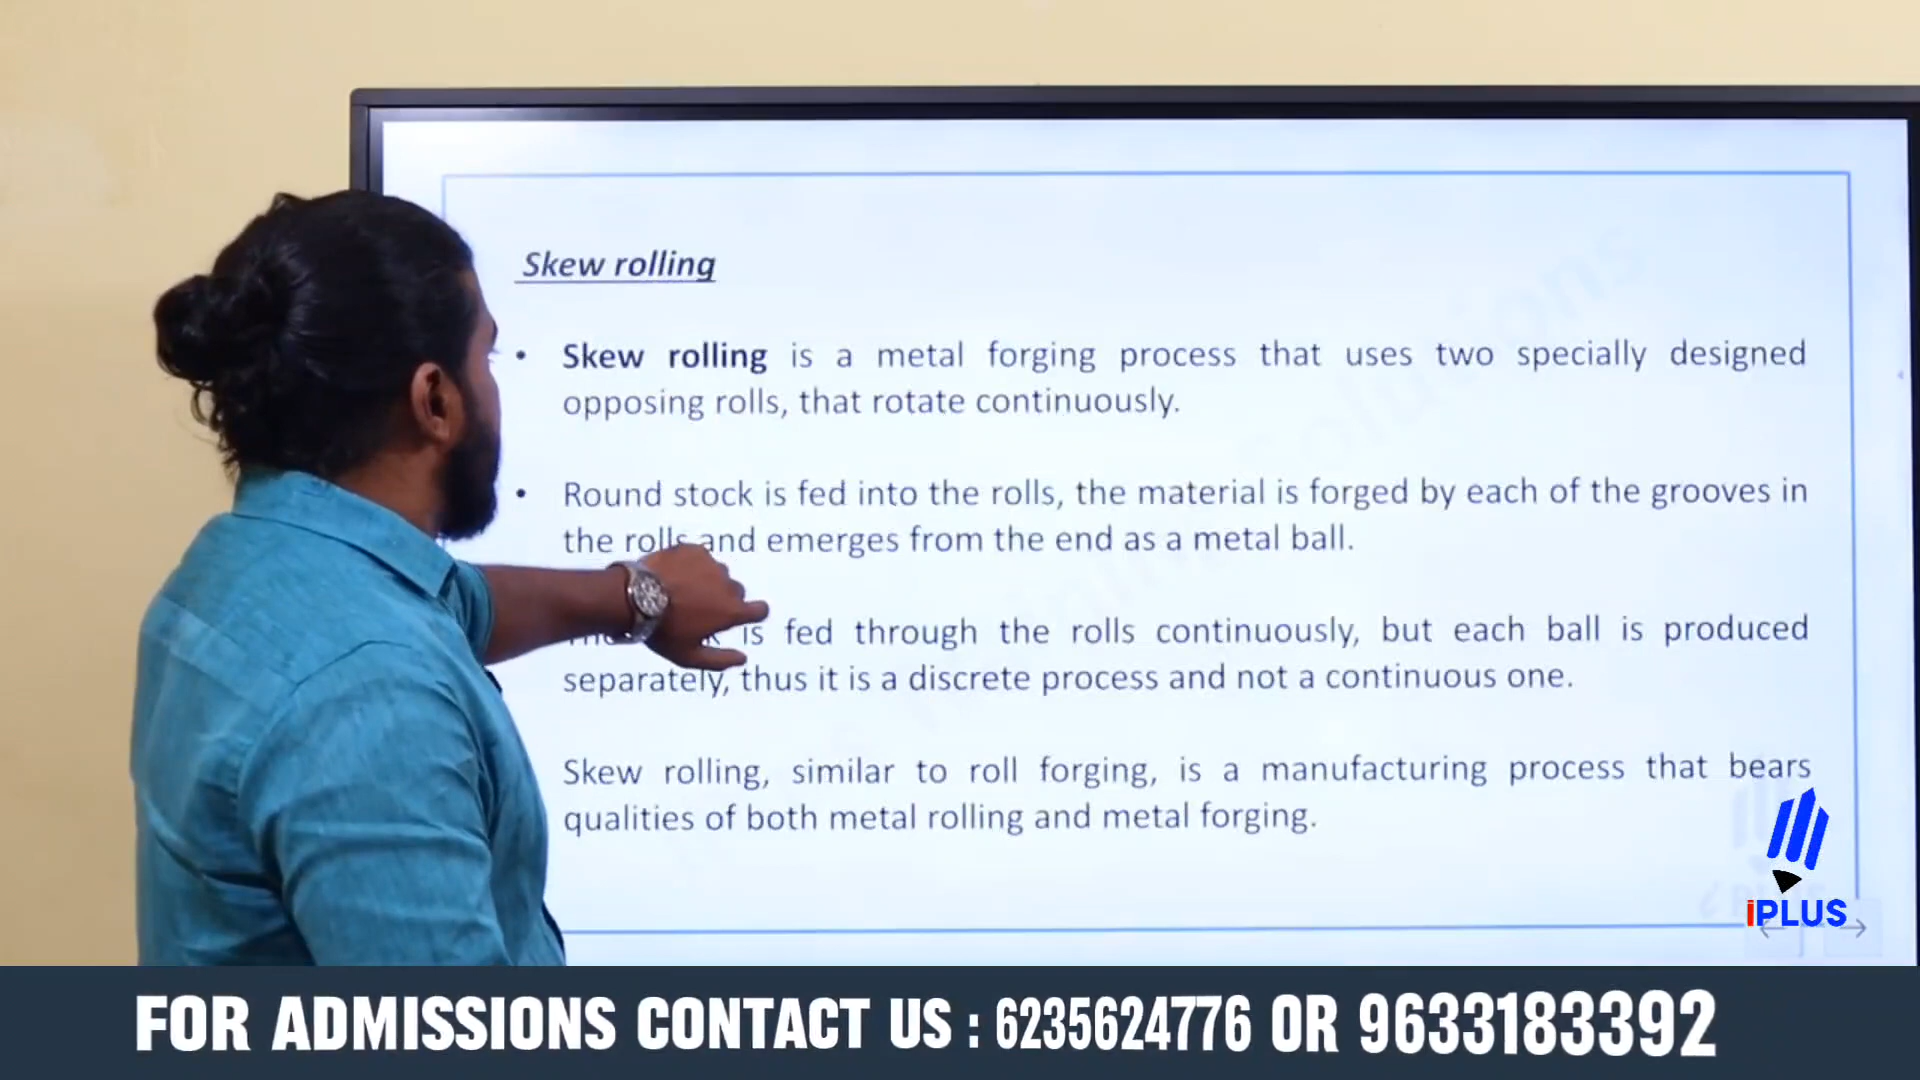 Skew rolling
• Skew rolling is a metal forging process that uses two specially designed
opposing rolls, that rotate continuously.
• Round stock is fed into the rolls, the material is forged by each of the grooves in
the rolls and emerges from the end as a metal ball.
is fed through the rolls continuously, but each ball is produced
separately, thus it is a discrete process and not a continuous one.
Skew rolling, similar to roll forging, is a manufacturing process that bears
qualities of both metal rolling and metal forging.
iPLUS
FOR ADMISSIONS CONTACT US : 6235624776 OR 9633183392